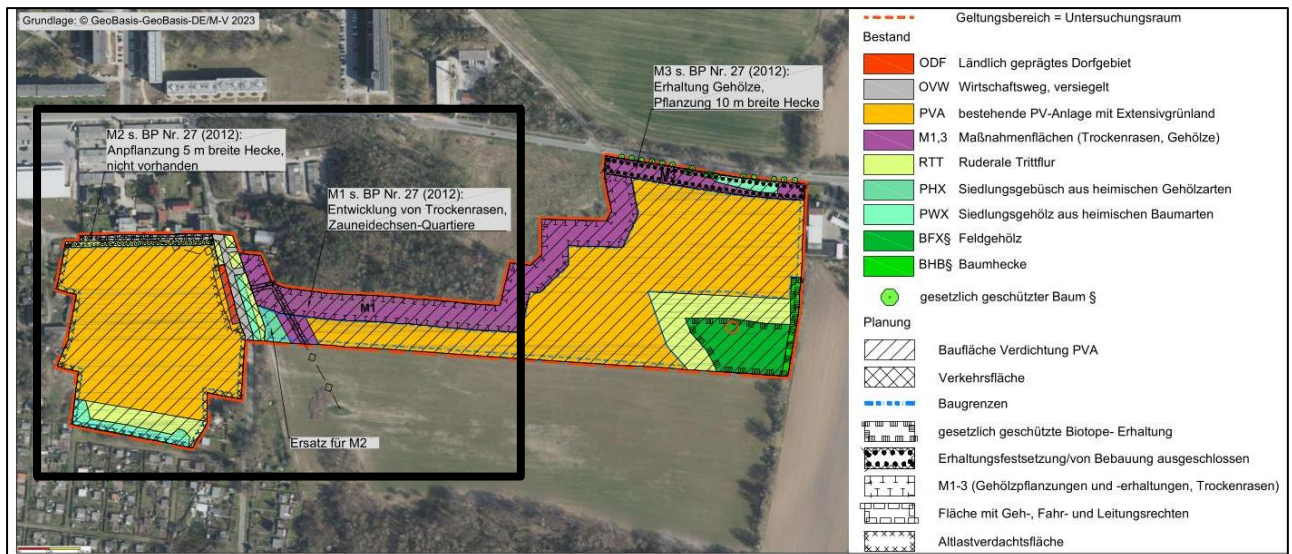 Grundlage: © GeoBasis-GeoBasis-DE/M-V 2023
M3 s. BP Nr. 27 (2012):
Erhaltung Gehölze,
Pflanzung 10 m breite Hecke
M2 s. BP Nr. 27 (2012):
Anpflanzung 5 m breite Hecke,
nicht vorhanden
M1 s. BP Nr. 27 (2012):
Entwicklung von Trockenrasen,
Zauneidechsen-Quartiere
M1
Ersatz für M2
Geltungsbereich = Untersuchungsraum
Bestand
ODF Ländlich geprägtes Dorfgebiet
OVW Wirtschaftsweg, versiegelt
PVA bestehende PV-Anlage mit Extensivgrünland
M1,3 Maßnahmenflächen (Trockenrasen, Gehölze)
RTT Ruderale Trittflur
PHX Siedlungsgebüsch aus heimischen Gehölzarten
PWX Siedlungsgehölz aus heimischen Baumarten
BFX§ Feldgehölz
BHB§ Baumhecke
gesetzlich geschützter Baum §
Planung
Baufläche Verdichtung PVA
Verkehrsfläche
Baugrenzen
gesetzlich geschützte Biotope- Erhaltung
Erhaltungsfestsetzung/von Bebauung ausgeschlossen
M1-3 (Gehölzpflanzungen und -erhaltungen, Trockenrasen)
Fläche mit Geh-, Fahr- und Leitungsrechten
Altlastverdachtsfläche